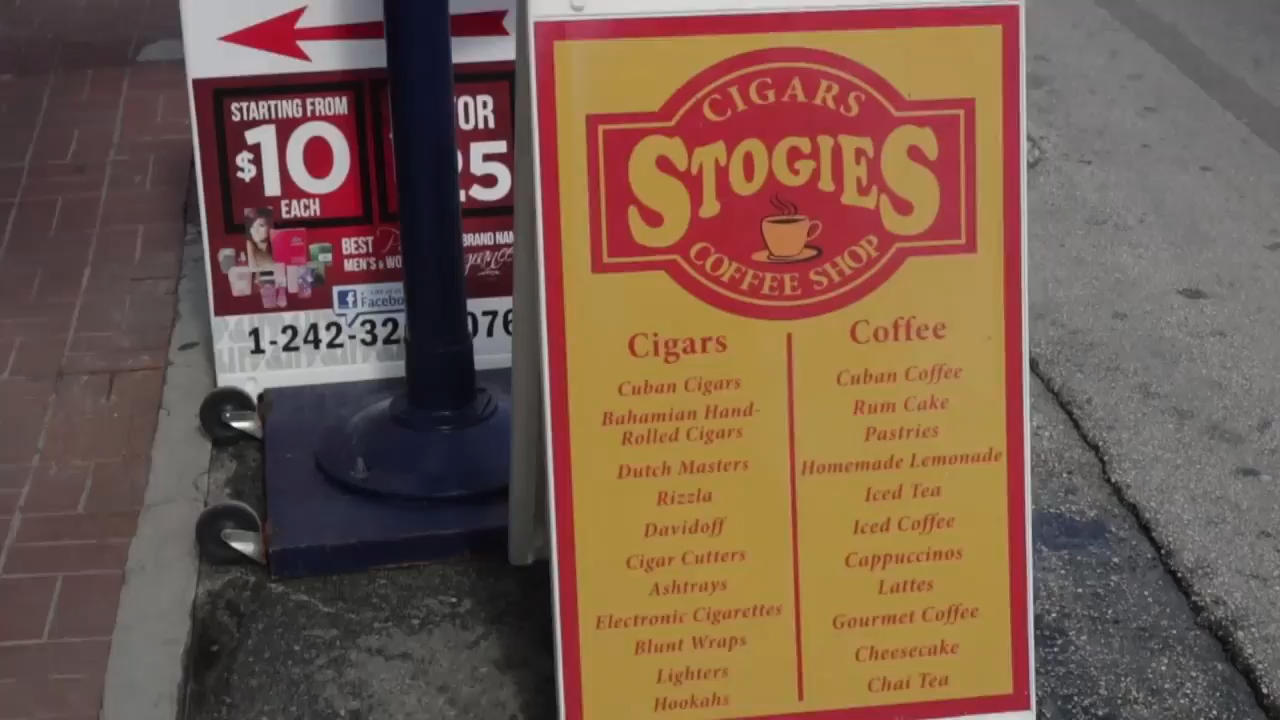 STARTING FROM
$10
EACH
OR
25
BEST
BRAND NAM
MEN'S & WO
Facebo
1-242-32
076
CIGARS
STOGIES
COFFEE SHOP
Cigars
Cuban Cigars
Bahamian Hand-
Rolled Cigars
Dutch Masters
Rizzla
Davidoff
Cigar Cutters
Ashtrays
Electronic Cigarettes
Blunt Wraps
Lighters
Hookahs
Coffee
Cuban Coffee
Rum Cake
Pastries
Homemade Lemonade
Iced Tea
Iced Coffee
Cappuccinos
Lattes
Gourmet Coffee
Cheesecake
Chai Tea